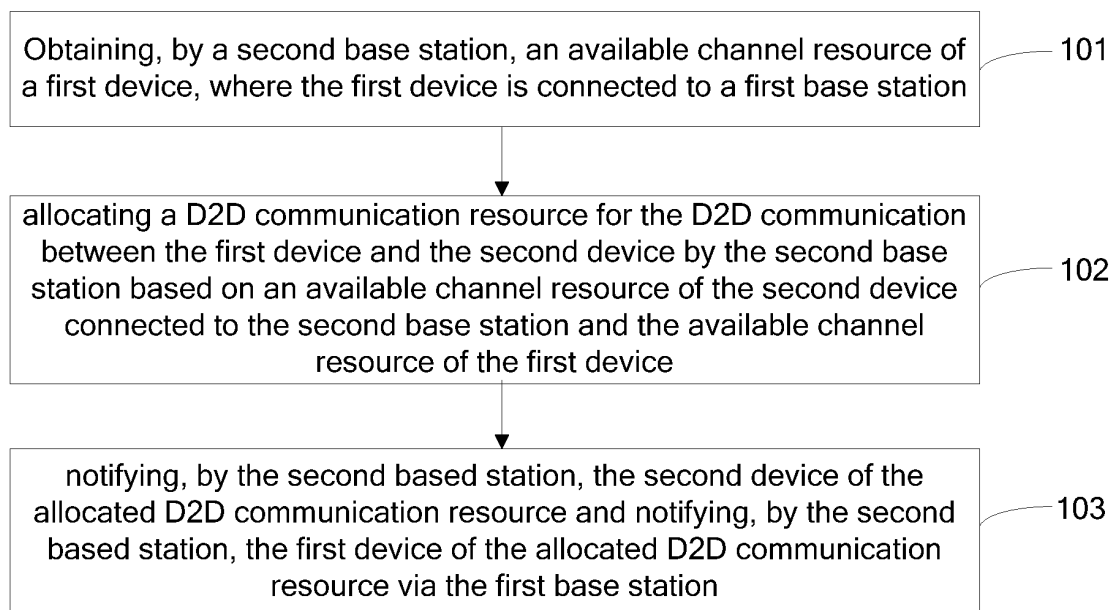 Obtaining, by a second base station, an available channel resource of
a first device, where the first device is connected to a first base station
101
allocating a D2D communication resource for the D2D communication
between the first device and the second device by the second base
station based on an available channel resource of the second device
connected to the second base station and the available channel
resource of the first device
102
notifying, by the second based station, the second device of the
allocated D2D communication resource and notifying, by the second
based station, the first device of the allocated D2D communication
resource via the first base station
103